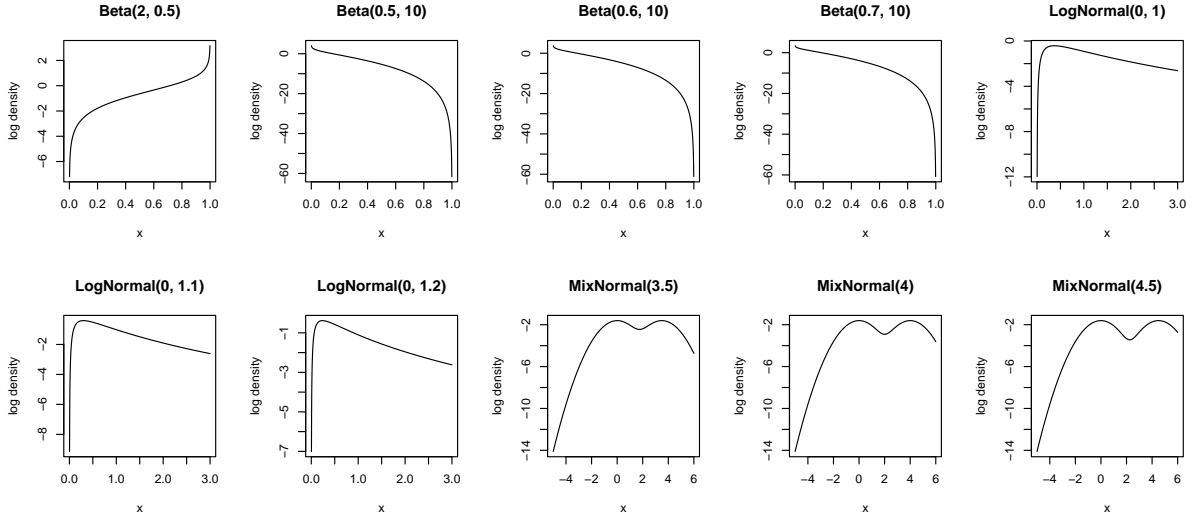 Beta(2, 0.5)
Beta(0.5, 10)
Beta(0.6, 10)
Beta(0.7, 10)
LogNormal(0, 1)
log density
2
0
−2
−4
−6
0.0 0.2 0.4 0.6 0.8 1.0
x
log density
0
−20
−40
−60
0.0 0.2 0.4 0.6 0.8 1.0
x
log density
0
−20
−40
−60
0.0 0.2 0.4 0.6 0.8 1.0
x
log density
0
−20
−40
−60
0.0 0.2 0.4 0.6 0.8 1.0
x
log density
0
−4
−8
−12
0.0 1.0 2.0 3.0
x
LogNormal(0, 1.1)
LogNormal(0, 1.2)
MixNormal(3.5)
MixNormal(4)
MixNormal(4.5)
log density
−2
−4
−6
−8
0.0 1.0 2.0 3.0
x
log density
−1
−3
−5
−7
0.0 1.0 2.0 3.0
x
log density
−2
−6
−10
−14
−4 −2 0 2 4 6
x
log density
−2
−6
−10
−14
−4 −2 0 2 4 6
x
log density
−2
−6
−10
−14
−4 −2 0 2 4 6
x